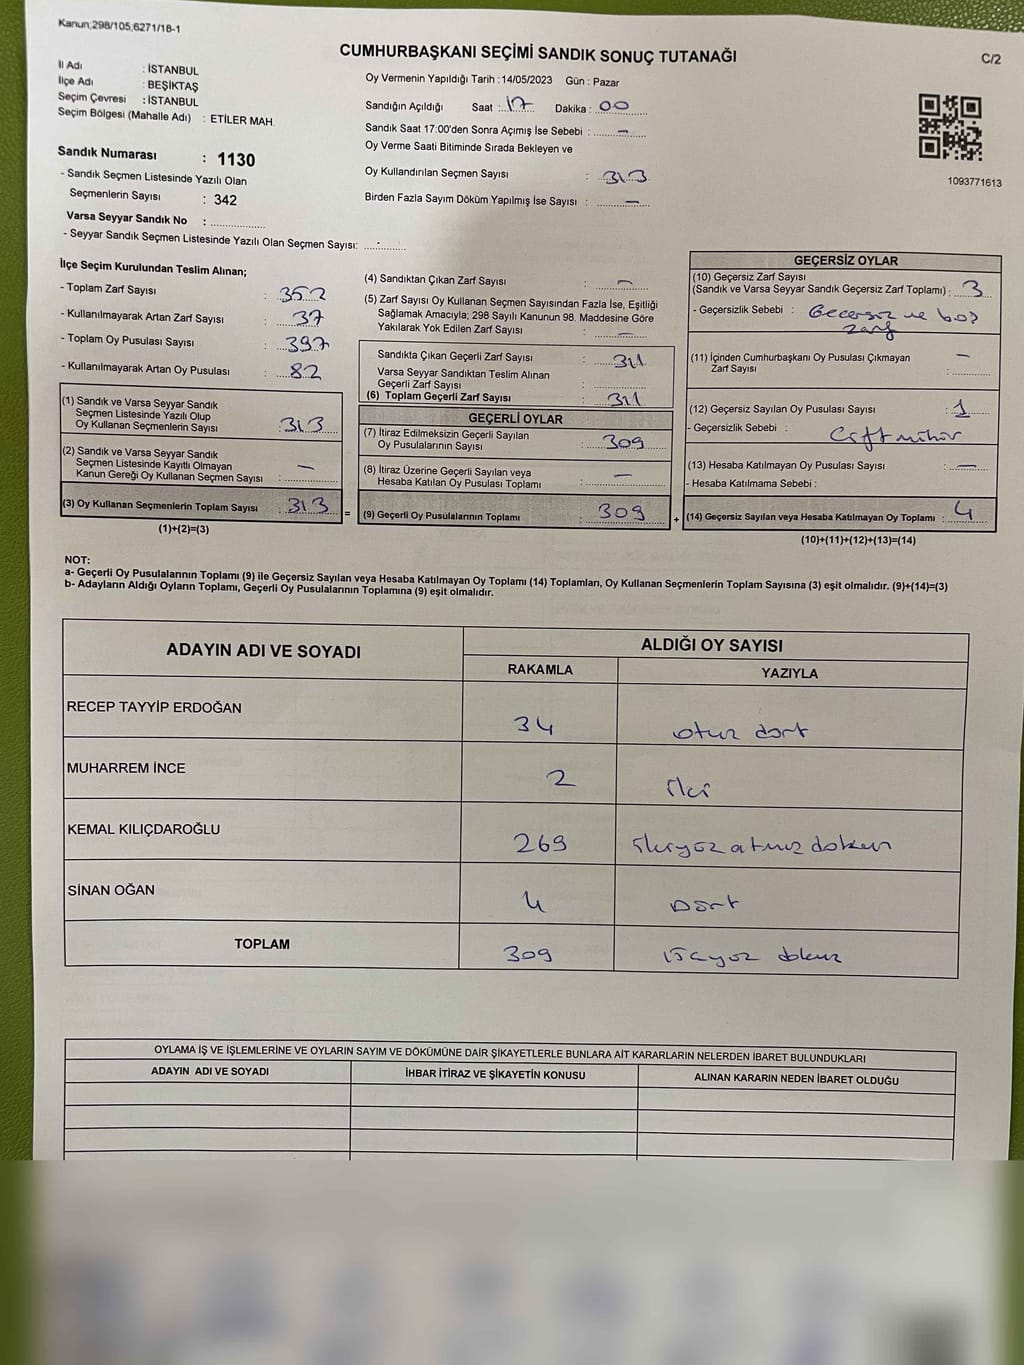 Kanun;298/105,6271/18-1
CUMHURBAŞKANI SEÇİMİ SANDIK SONUÇ TUTANAĞI
C/2
İl Adı : İSTANBUL
İlçe Adı : BEŞİKTAŞ
Seçim Çevresi : İSTANBUL
Seçim Bölgesi (Mahalle Adı) : ETİLER MAH.
Sandık Numarası : 1130
- Sandık Seçmen Listesinde Yazılı Olan
Seçmenlerin Sayısı : 342
Varsa Seyyar Sandık No :
- Seyyar Sandık Seçmen Listesinde Yazılı Olan Seçmen Sayısı:
Oy Vermenin Yapıldığı Tarih :14/05/2023 Gün : Pazar
Sandığın Açıldığı Saat : 17 Dakika : 00
Sandık Saat 17:00'den Sonra Açımış İse Sebebi : —
Oy Verme Saati Bitiminde Sırada Bekleyen ve
Oy Kullandırılan Seçmen Sayısı : 313
Birden Fazla Sayım Döküm Yapılmış İse Sayısı : —
1093771613
İlçe Seçim Kurulundan Teslim Alınan;
- Toplam Zarf Sayısı : 352
- Kullanılmayarak Artan Zarf Sayısı : 37
- Toplam Oy Pusulası Sayısı : 397
- Kullanılmayarak Artan Oy Pusulası : 82
(1) Sandık ve Varsa Seyyar Sandık
Seçmen Listesinde Yazılı Olup
Oy Kullanan Seçmenlerin Sayısı : 313
(2) Sandık ve Varsa Seyyar Sandık
Seçmen Listesinde Kayıtlı Olmayan
Kanun Gereği Oy Kullanan Seçmen Sayısı : —
(3) Oy Kullanan Seçmenlerin Toplam Sayısı : 313
(1)+(2)=(3)
=
(4) Sandıktan Çıkan Zarf Sayısı : —
(5) Zarf Sayısı Oy Kullanan Seçmen Sayısından Fazla İse, Eşitliği
Sağlamak Amacıyla; 298 Sayılı Kanunun 98. Maddesine Göre
Yakılarak Yok Edilen Zarf Sayısı : —
Sandıkta Çıkan Geçerli Zarf Sayısı : 311
Varsa Seyyar Sandıktan Teslim Alınan
Geçerli Zarf Sayısı :
(6) Toplam Geçerli Zarf Sayısı : 311
GEÇERLİ OYLAR
(7) İtiraz Edilmeksizin Geçerli Sayılan
Oy Pusulalarının Sayısı : 309
(8) İtiraz Üzerine Geçerli Sayılan veya
Hesaba Katılan Oy Pusulası Toplamı : —
(9) Geçerli Oy Pusulalarının Toplamı : 309
+
GEÇERSİZ OYLAR
(10) Geçersiz Zarf Sayısı
(Sandık ve Varsa Seyyar Sandık Geçersiz Zarf Toplamı) : 3
- Geçersizlik Sebebi : Geçersiz ve boş
zarf
(11) İçinden Cumhurbaşkanı Oy Pusulası Çıkmayan
Zarf Sayısı : —
(12) Geçersiz Sayılan Oy Pusulası Sayısı : 1
- Geçersizlik Sebebi : Çift mühür
(13) Hesaba Katılmayan Oy Pusulası Sayısı : —
- Hesaba Katılmama Sebebi :
(14) Geçersiz Sayılan veya Hesaba Katılmayan Oy Toplamı : 4
(10)+(11)+(12)+(13)=(14)
NOT:
a- Geçerli Oy Pusulalarının Toplamı (9) ile Geçersiz Sayılan veya Hesaba Katılmayan Oy Toplamı (14) Toplamları, Oy Kullanan Seçmenlerin Toplam Sayısına (3) eşit olmalıdır. (9)+(14)=(3)
b- Adayların Aldığı Oyların Toplamı, Geçerli Oy Pusulalarının Toplamına (9) eşit olmalıdır.
ADAYIN ADI VE SOYADI
ALDIĞI OY SAYISI
RAKAMLA YAZIYLA
RECEP TAYYİP ERDOĞAN 34 otuz dört
MUHARREM İNCE 2 iki
KEMAL KILIÇDAROĞLU 269 ikiyüz atmış dokuz
SİNAN OĞAN 4 Dört
TOPLAM 309 üçyüz dokuz
OYLAMA İŞ VE İŞLEMLERİNE VE OYLARIN SAYIM VE DÖKÜMÜNE DAİR ŞİKAYETLERLE BUNLARA AİT KARARLARIN NELERDEN İBARET BULUNDUKLARI
ADAYIN ADI VE SOYADI İHBAR İTİRAZ VE ŞİKAYETİN KONUSU ALINAN KARARIN NEDEN İBARET OLDUĞU